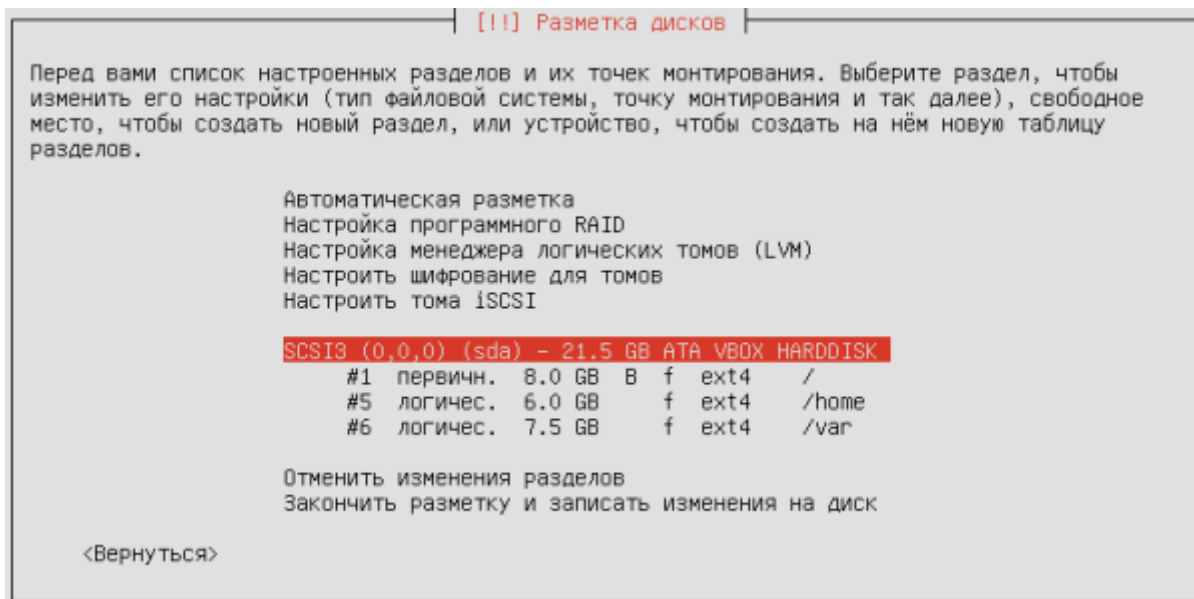 [!!] Разметка дисков
Перед вами список настроенных разделов и их точек монтирования. Выберите раздел, чтобы
изменить его настройки (тип файловой системы, точку монтирования и так далее), свободное
место, чтобы создать новый раздел, или устройство, чтобы создать на нём новую таблицу
разделов.
Автоматическая разметка
Настройка программного RAID
Настройка менеджера логических томов (LVM)
Настроить шифрование для томов
Настроить тома iSCSI
SCSI3 (0,0,0) (sda) - 21.5 GB ATA VBOX HARDDISK
#1 первичн. 8.0 GB B f ext4 /
#5 логичес. 6.0 GB f ext4 /home
#6 логичес. 7.5 GB f ext4 /var
Отменить изменения разделов
Закончить разметку и записать изменения на диск
<Вернуться>